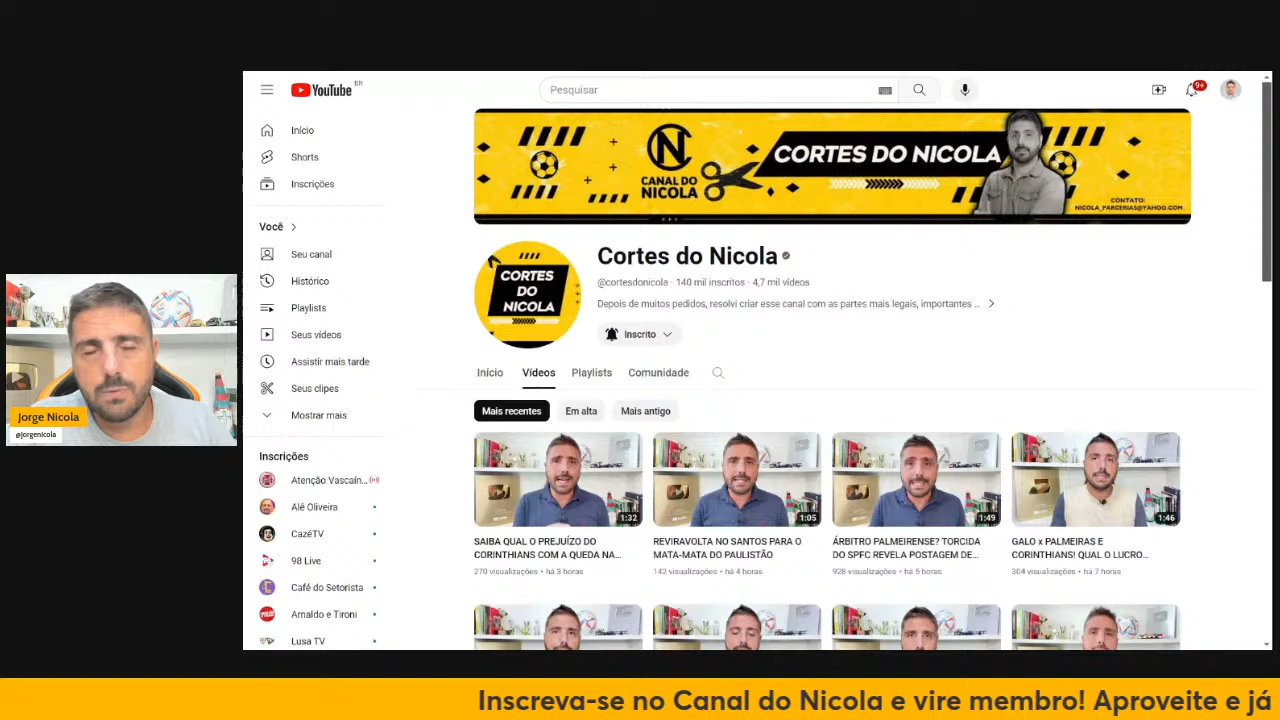 Jorge Nicola
@jorgenicola
YouTube BR
Pesquisar
9+
Início
Shorts
Inscrições
Você
Seu canal
Histórico
Playlists
Seus vídeos
Assistir mais tarde
Seus clipes
Mostrar mais
Inscrições
Atenção Vascaín...
Alê Oliveira
CazéTV
98 Live
Café do Setorista
Arnaldo e Tironi
Lusa TV
CN
CANAL DO
NICOLA
CORTES DO NICOLA
CONTATO:
NICOLA_PARCERIAS@YAHOO.COM
CORTES
DO
NICOLA
Cortes do Nicola
@cortesdonicola · 140 mil inscritos · 4,7 mil vídeos
Depois de muitos pedidos, resolvi criar esse canal com as partes mais legais, importantes ...
Inscrito
Início Vídeos Playlists Comunidade
Mais recentes Em alta Mais antigo
1:32
SAIBA QUAL O PREJUÍZO DO
CORINTHIANS COM A QUEDA NA...
270 visualizações • há 3 horas
1:05
REVIRAVOLTA NO SANTOS PARA O
MATA-MATA DO PAULISTÃO
142 visualizações • há 4 horas
1:49
ÁRBITRO PALMEIRENSE? TORCIDA
DO SPFC REVELA POSTAGEM DE...
928 visualizações • há 5 horas
1:46
GALO x PALMEIRAS E
CORINTHIANS! QUAL O LUCRO...
304 visualizações • há 7 horas
Inscreva-se no Canal do Nicola e vire membro! Aproveite e já